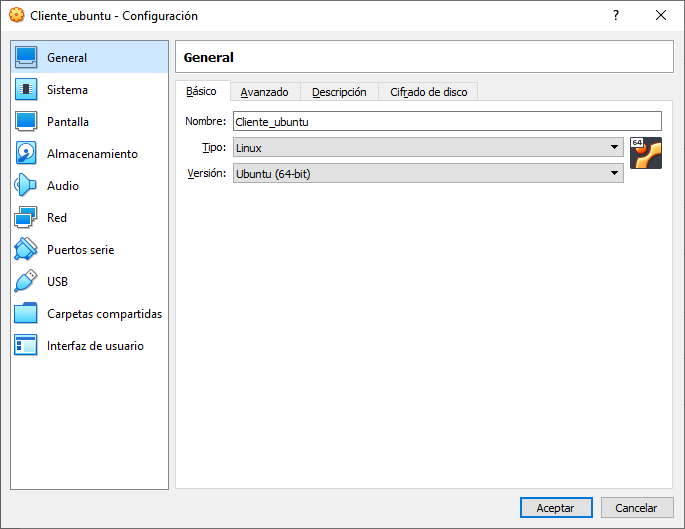 Cliente_ubuntu - Configuración
?
General
Sistema
Pantalla
Almacenamiento
Audio
Red
Puertos serie
USB
Carpetas compartidas
Interfaz de usuario
General
Básico Avanzado Descripción Cifrado de disco
Nombre: Cliente_ubuntu
Tipo: Linux
64
Versión: Ubuntu (64-bit)
Aceptar Cancelar